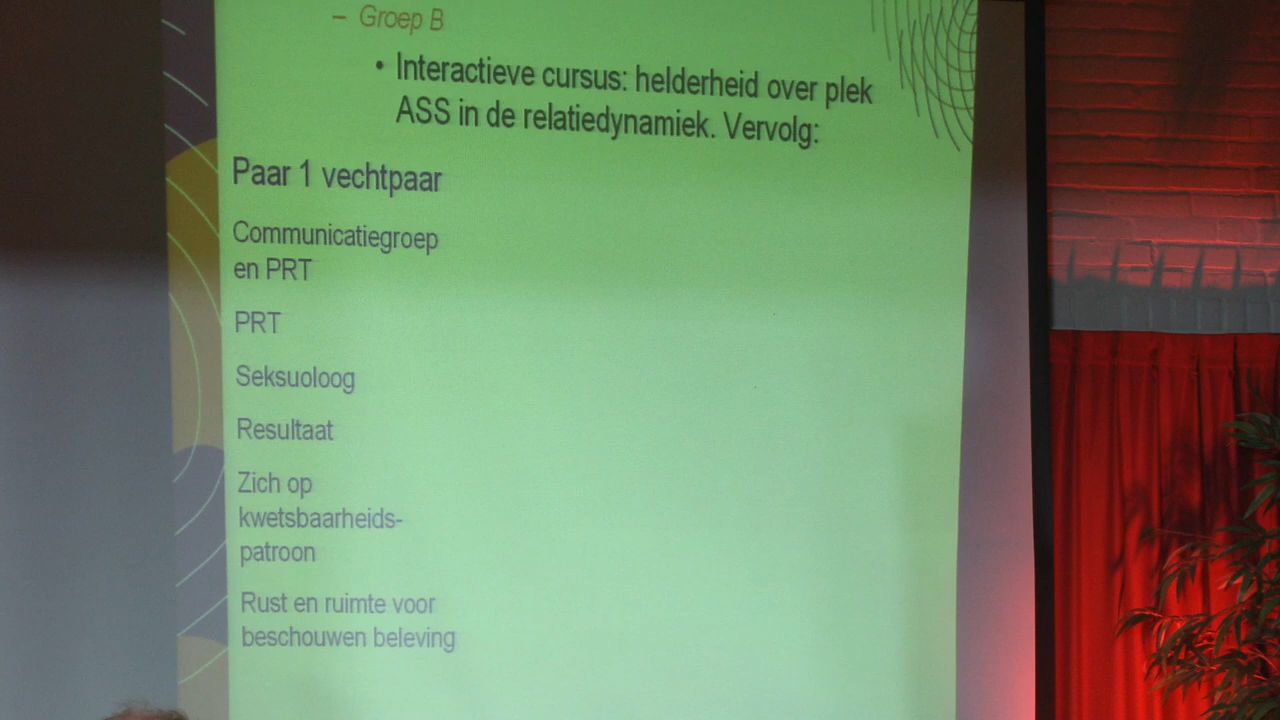 – Groep B
• Interactieve cursus: helderheid over plek
ASS in de relatiedynamiek. Vervolg:
Paar 1 vechtpaar
Communicatiegroep
en PRT
PRT
Seksuoloog
Resultaat
Zich op
kwetsbaarheids-
patroon
Rust en ruimte voor
beschouwen beleving